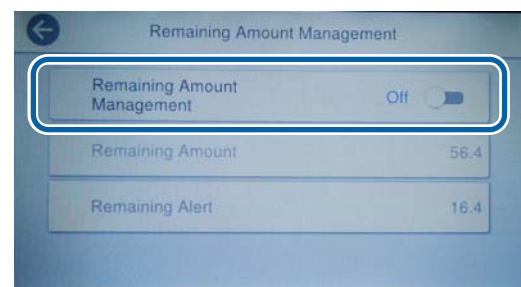 Remaining Amount Management
Remaining Amount
Management
Off
Remaining Amount
56.4
Remaining Alert
16.4